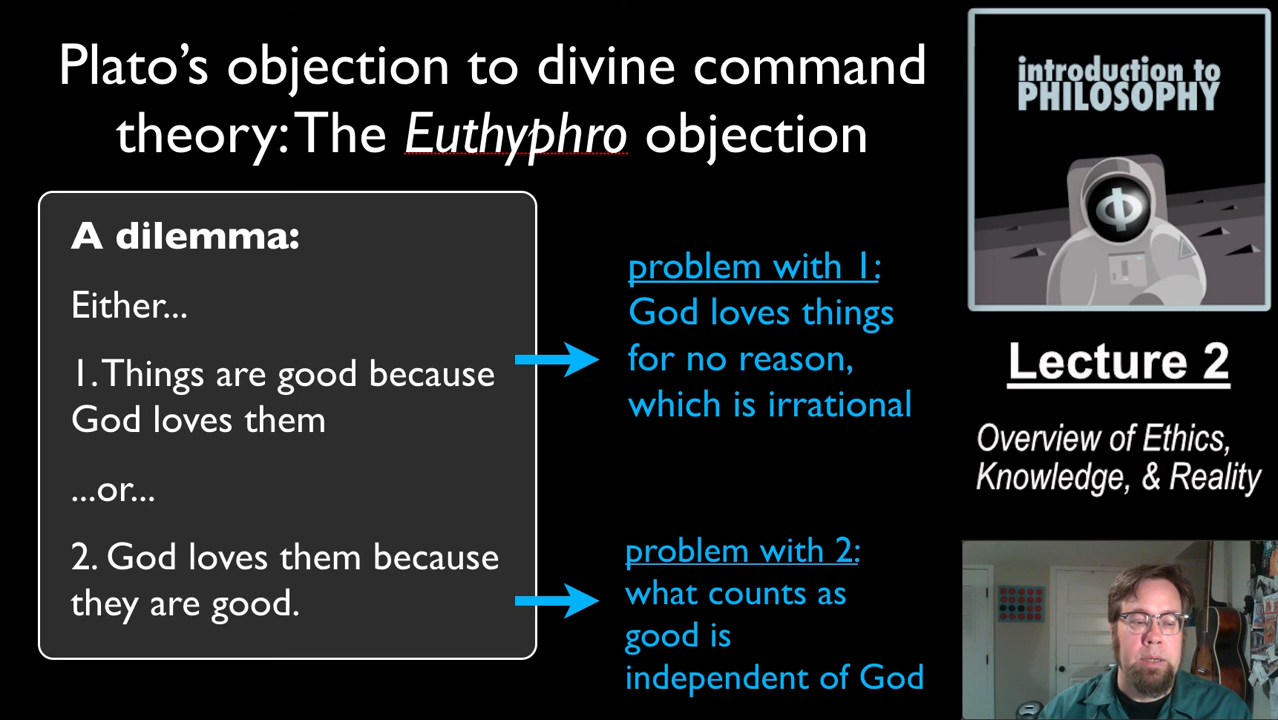 Plato’s objection to divine command
theory: The Euthyphro objection
A dilemma:
Either...
1. Things are good because
God loves them
...or...
2. God loves them because
they are good.
problem with 1:
God loves things
for no reason,
which is irrational
problem with 2:
what counts as
good is
independent of God
introduction to
PHILOSOPHY
Φ
Lecture 2
Overview of Ethics,
Knowledge, & Reality